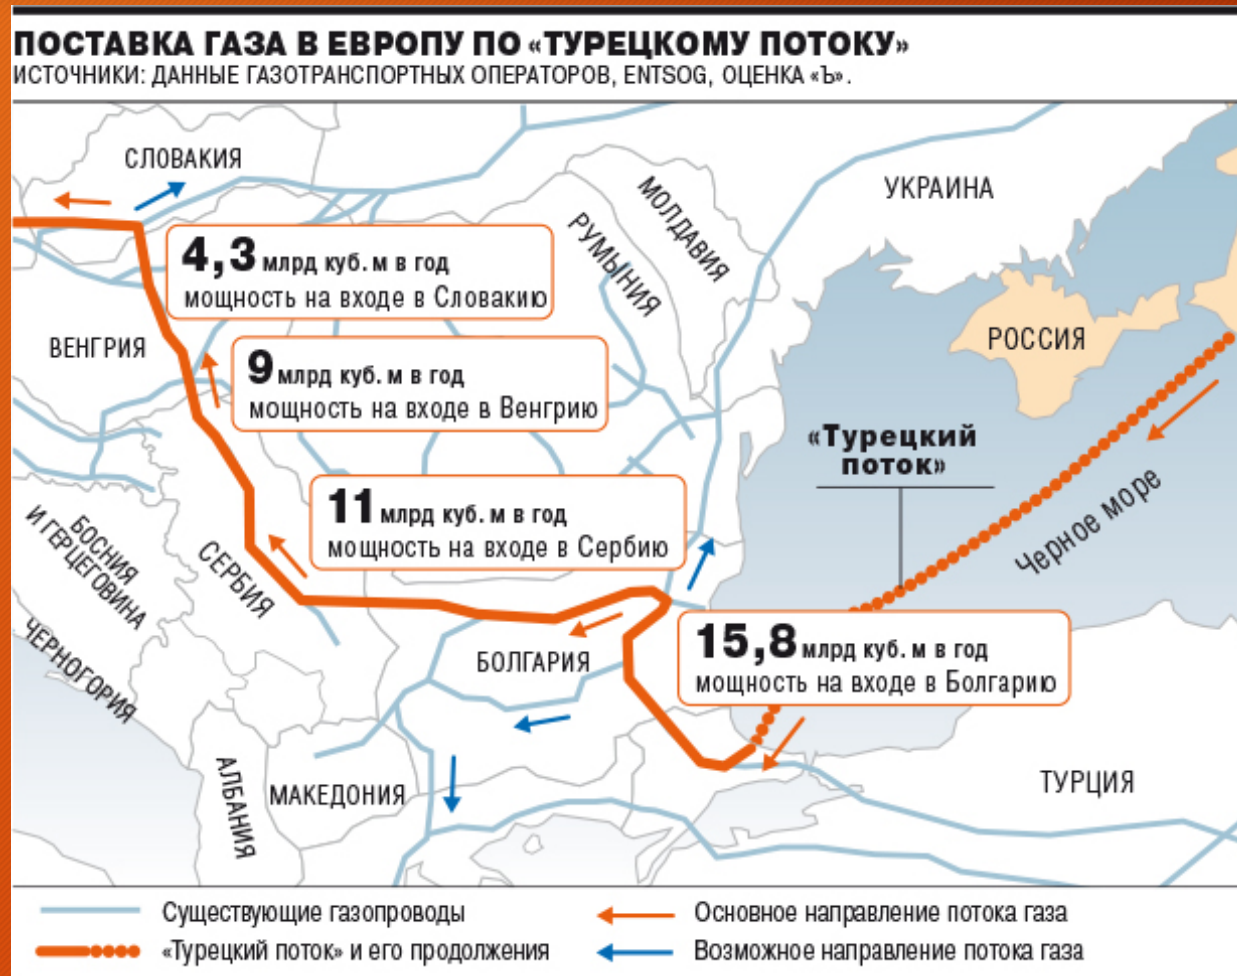 ПОСТАВКА ГАЗА В ЕВРОПУ ПО «ТУРЕЦКОМУ ПОТОКУ»
ИСТОЧНИКИ: ДАННЫЕ ГАЗОТРАНСПОРТНЫХ ОПЕРАТОРОВ, ENTSOG, ОЦЕНКА «Ъ».
СЛОВАКИЯ
УКРАИНА
МОЛДАВИЯ
РУМЫНИЯ
4,3 млрд куб. м в год
мощность на входе в Словакию
ВЕНГРИЯ
РОССИЯ
9 млрд куб. м в год
мощность на входе в Венгрию
«Турецкий
поток»
11 млрд куб. м в год
мощность на входе в Сербию
Черное море
БОСНИЯ
И ГЕРЦЕГОВИНА
СЕРБИЯ
ЧЕРНОГОРИЯ
БОЛГАРИЯ
15,8 млрд куб. м в год
мощность на входе в Болгарию
АЛБАНИЯ
МАКЕДОНИЯ
ТУРЦИЯ
Существующие газопроводы
«Турецкий поток» и его продолжения
Основное направление потока газа
Возможное направление потока газа